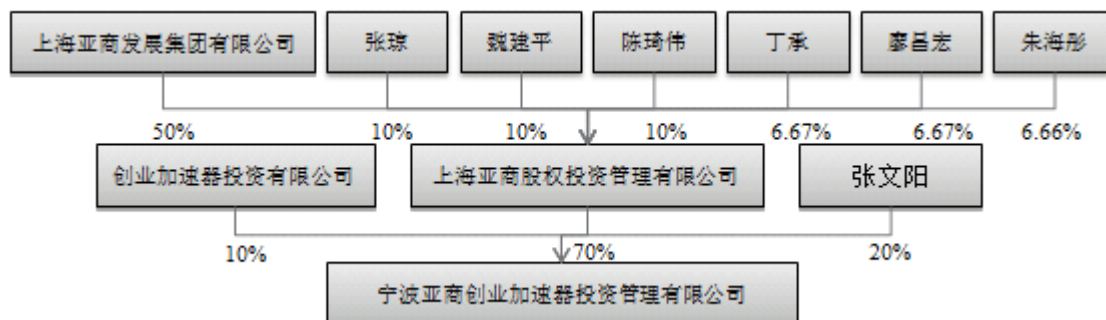 上海亚商发展集团有限公司
张琼
魏建平
陈琦伟
丁承
廖昌宏
朱海彤
50%
10%
10%
10%
6.67%
6.67%
6.66%
创业加速器投资有限公司
上海亚商股权投资管理有限公司
张文阳
10%
70%
20%
宁波亚商创业加速器投资管理有限公司